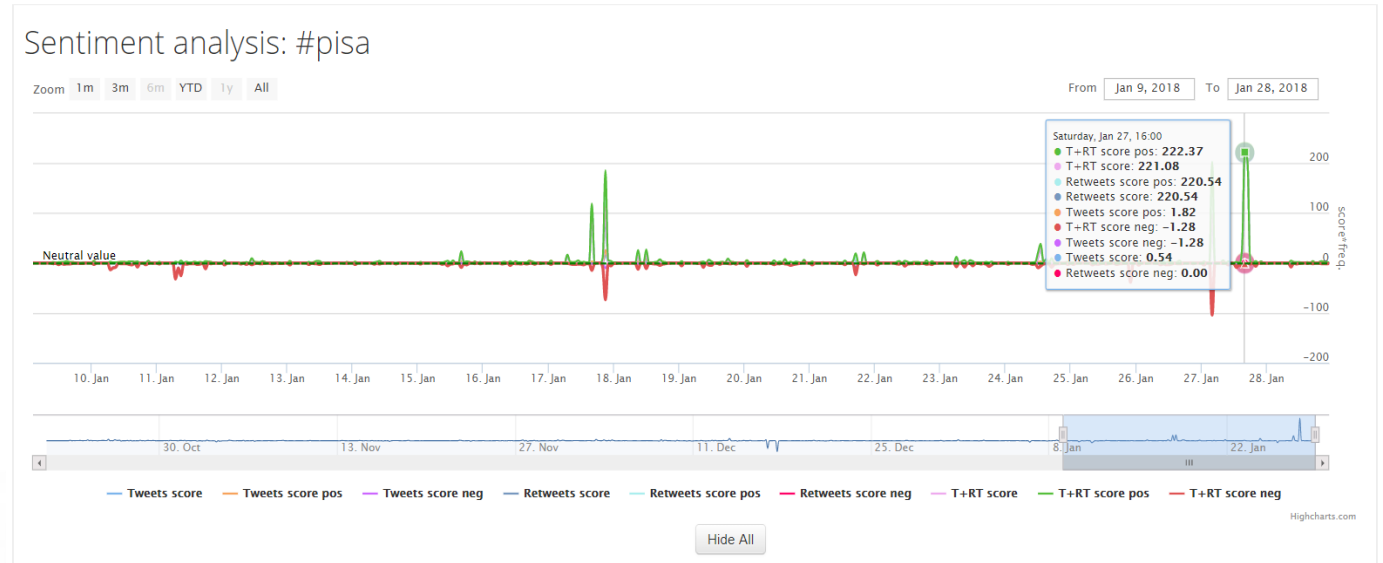 Sentiment analysis: #pisa
Zoom 1m 3m 6m YTD 1y All From Jan 9, 2018 To Jan 28, 2018
Saturday, Jan 27, 16:00
T+RT score pos: 222.37
T+RT score: 221.08
Retweets score pos: 220.54
Retweets score: 220.54
Tweets score pos: 1.82
T+RT score neg: −1.28
Tweets score neg: −1.28
Tweets score: 0.54
Retweets score neg: 0.00
200
100
0
−100
−200
score*freq.
Neutral value
10. Jan 11. Jan 12. Jan 13. Jan 14. Jan 15. Jan 16. Jan 17. Jan 18. Jan 19. Jan 20. Jan 21. Jan 22. Jan 23. Jan 24. Jan 25. Jan 26. Jan 27. Jan 28. Jan
30. Oct 13. Nov 27. Nov 11. Dec 25. Dec 8. Jan 22. Jan
Tweets score Tweets score pos Tweets score neg Retweets score Retweets score pos Retweets score neg T+RT score T+RT score pos T+RT score neg
Highcharts.com
Hide All